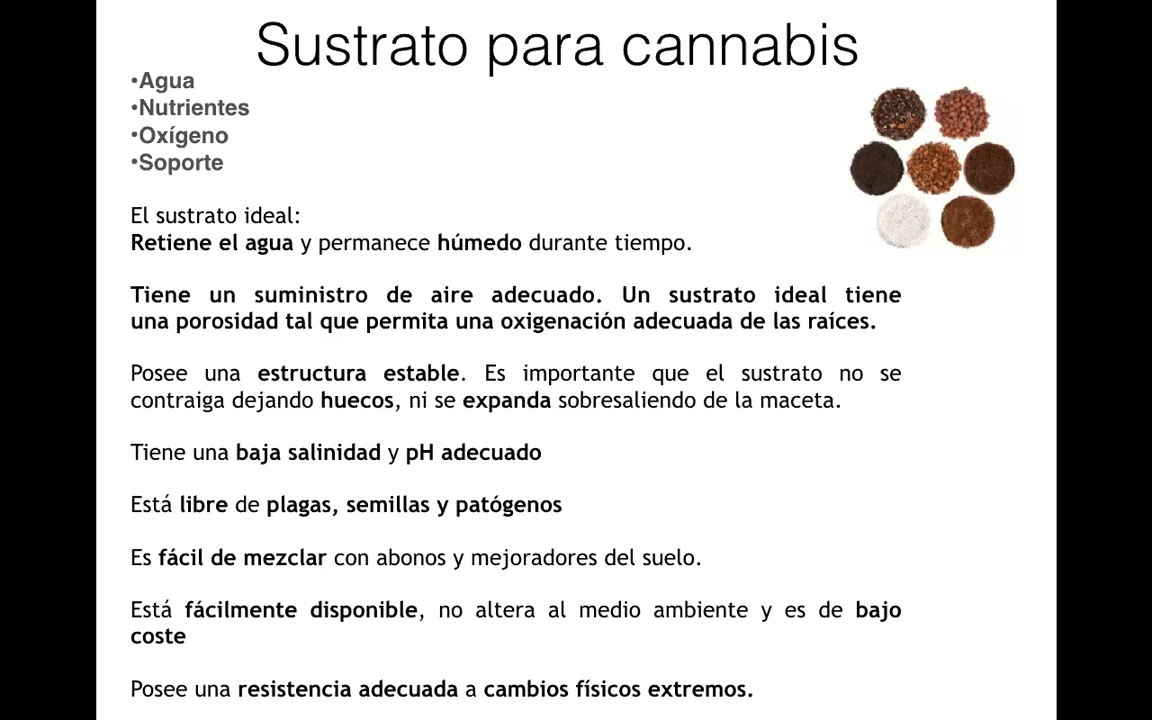 Sustrato para cannabis
•Agua
•Nutrientes
•Oxígeno
•Soporte
El sustrato ideal:
Retiene el agua y permanece húmedo durante tiempo.
Tiene un suministro de aire adecuado. Un sustrato ideal tiene
una porosidad tal que permita una oxigenación adecuada de las raíces.
Posee una estructura estable. Es importante que el sustrato no se
contraiga dejando huecos, ni se expanda sobresaliendo de la maceta.
Tiene una baja salinidad y pH adecuado
Está libre de plagas, semillas y patógenos
Es fácil de mezclar con abonos y mejoradores del suelo.
Está fácilmente disponible, no altera al medio ambiente y es de bajo
coste
Posee una resistencia adecuada a cambios físicos extremos.